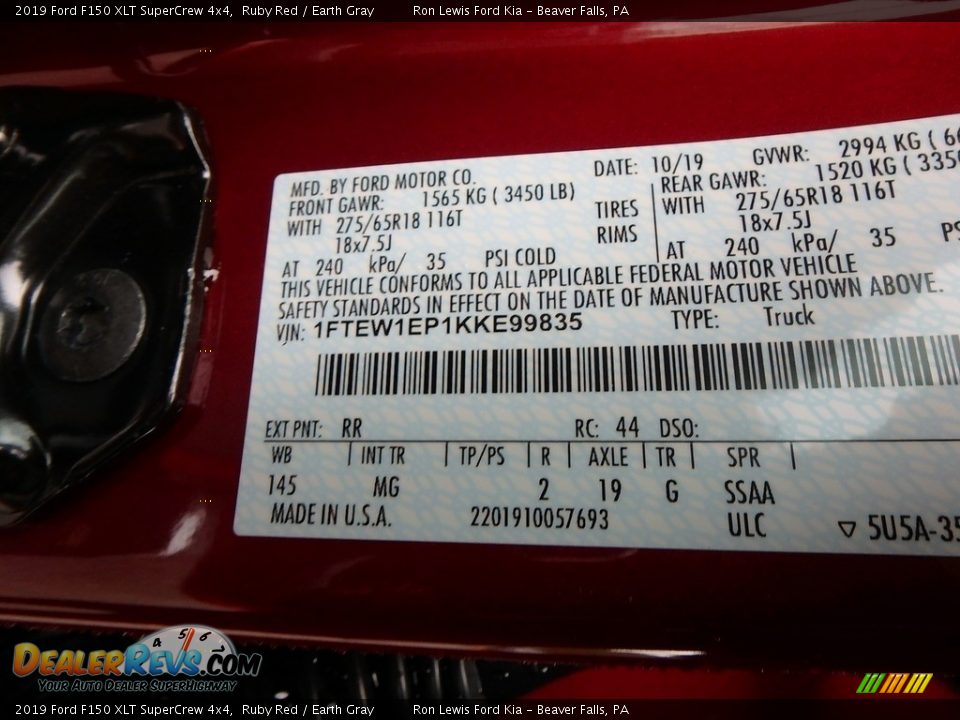 2019 Ford F150 XLT SuperCrew 4x4, Ruby Red / Earth Gray Ron Lewis Ford Kia - Beaver Falls, PA
MFD. BY FORD MOTOR CO. DATE: 10/19 GVWR: 2994 KG (
FRONT GAWR: 1565 KG ( 3450 LB) REAR GAWR: 1520 KG (
WITH 275/65R18 116T TIRES WITH 275/65R18 116T
18x7.5J RIMS 18x7.5J
AT 240 kPa/ 35 PSI COLD AT 240 kPa/ 35
THIS VEHICLE CONFORMS TO ALL APPLICABLE FEDERAL MOTOR VEHICLE
SAFETY STANDARDS IN EFFECT ON THE DATE OF MANUFACTURE SHOWN ABOVE.
VIN: 1FTEW1EP1KKE99835 TYPE: Truck
EXT PNT: RR RC: 44 DSO:
WB INT TR TP/PS R AXLE TR SPR
145 MG 2 19 G SSAA
MADE IN U.S.A. 2201910057693 ULC ▽ 5U5A-35
4 5 6
DealerRevs.com
Your Auto Dealer SuperHighway
2019 Ford F150 XLT SuperCrew 4x4, Ruby Red / Earth Gray Ron Lewis Ford Kia - Beaver Falls, PA